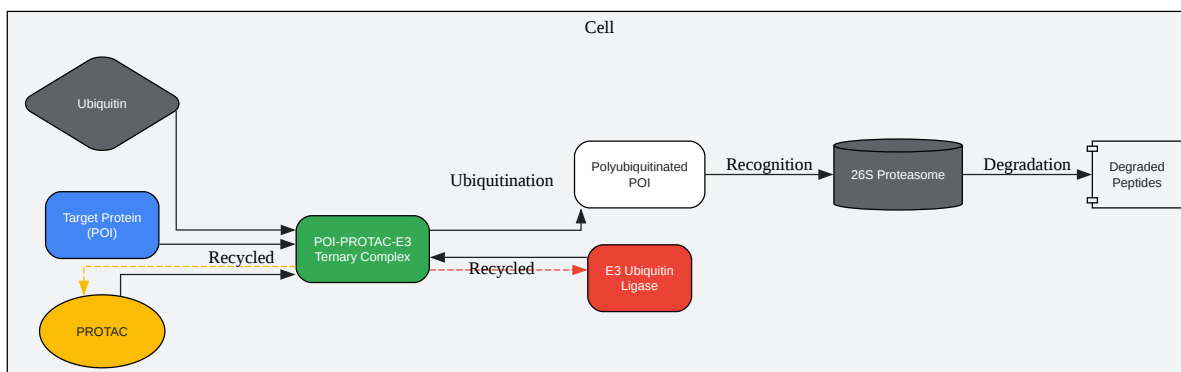 Cell
Ubiquitin
Target Protein
(POI)
Recycled
PROTAC
POI-PROTAC-E3
Ternary Complex
Ubiquitination
Recycled
Polyubiquitinated
POI
E3 Ubiquitin
Ligase
Recognition
26S Proteasome
Degradation
Degraded
Peptides